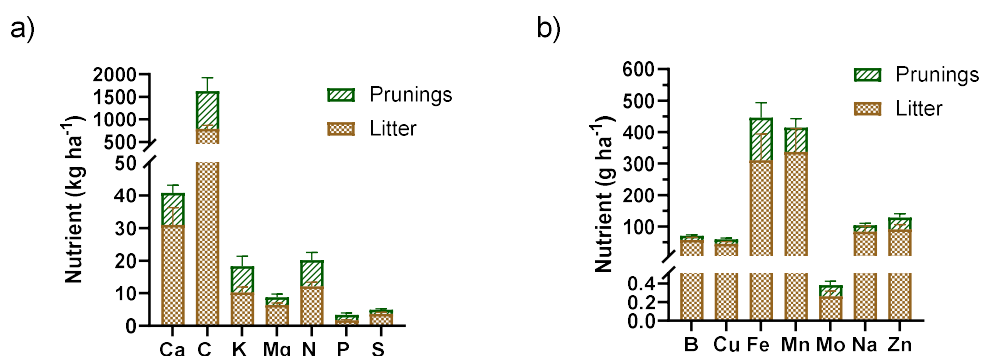 a)
Nutrient (kg ha⁻¹)
2000
1500
1000
500
50
40
30
20
10
0
Prunings
Litter
Ca C K Mg N P S
b)
Nutrient (g ha⁻¹)
600
500
400
300
200
100
0.4
0.2
0.0
Prunings
Litter
B Cu Fe Mn Mo Na Zn